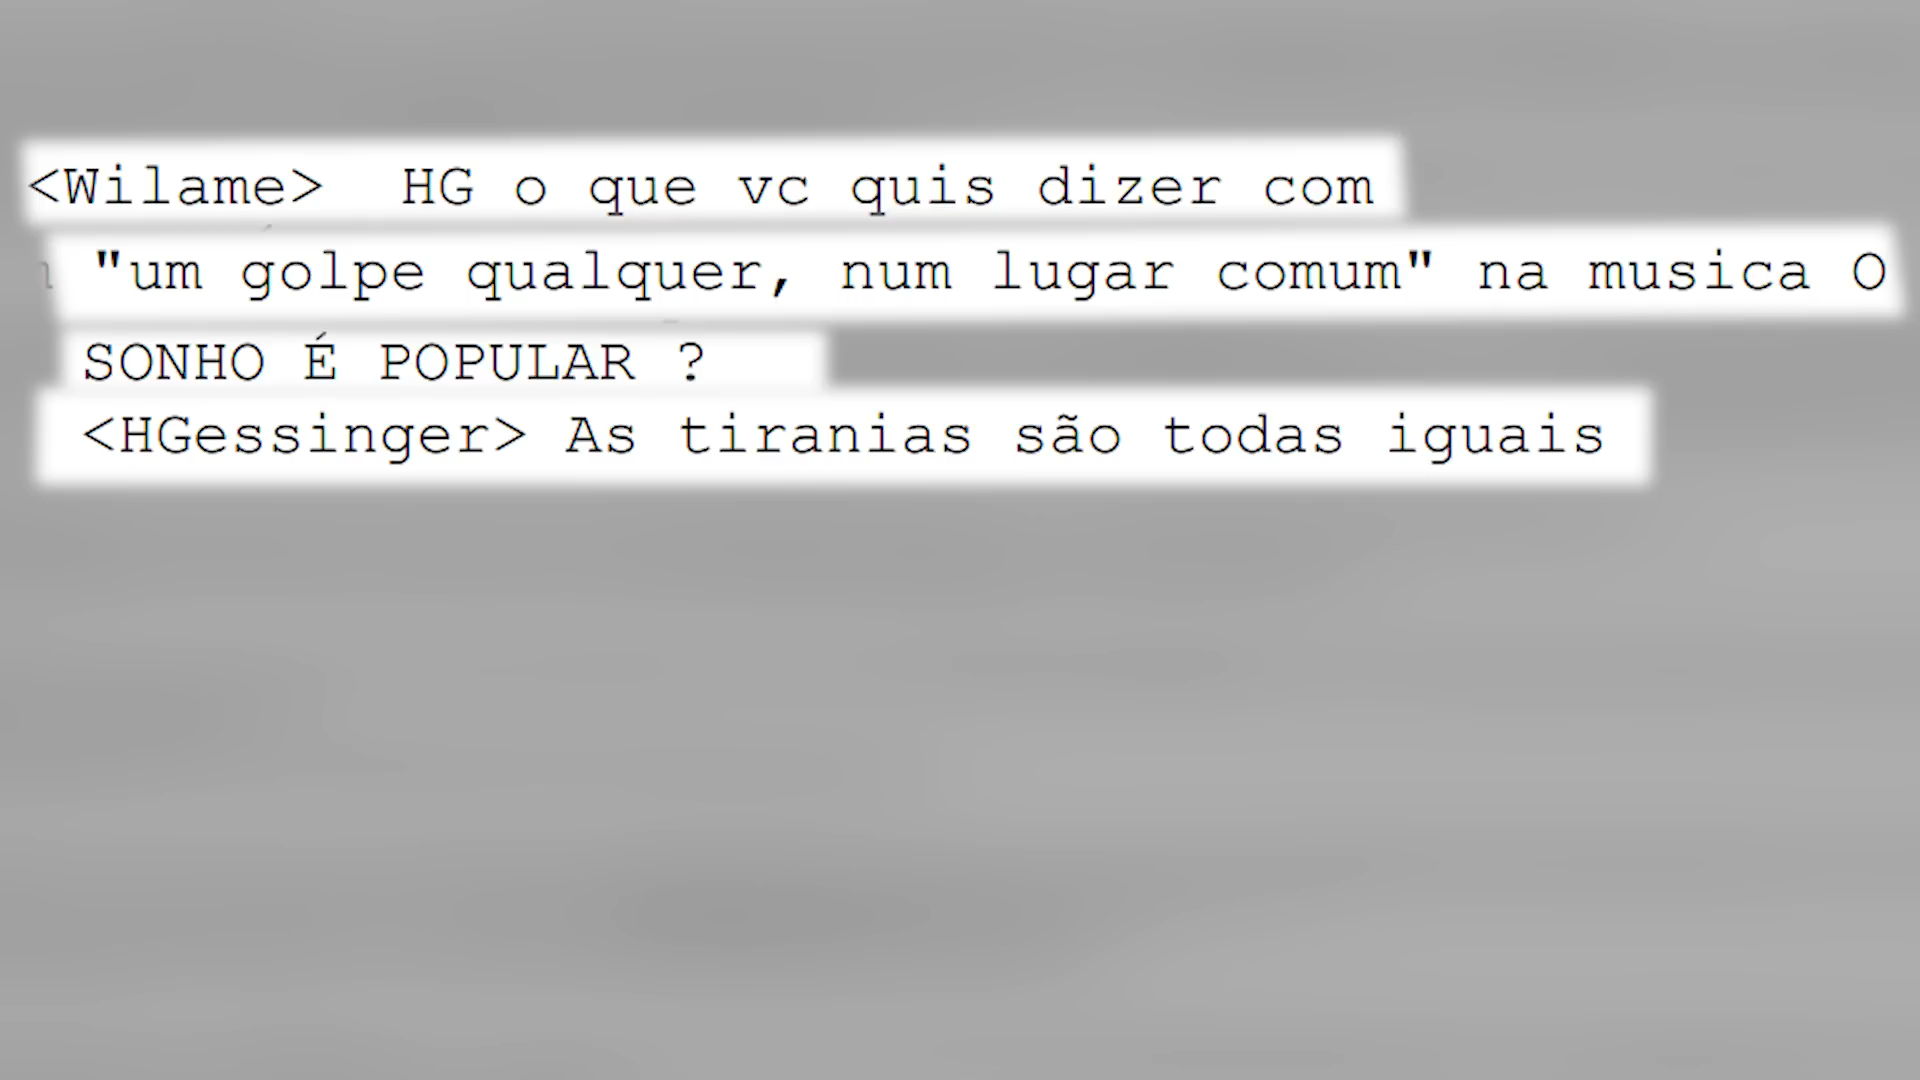 <Wilame>  HG o que vc quis dizer com
"um golpe qualquer, num lugar comum" na musica O
SONHO É POPULAR ?
<HGessinger> As tiranias são todas iguais